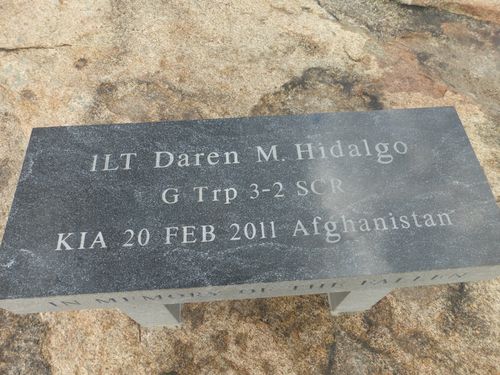 1LT Daren M. Hidalgo
G Trp 3-2 SCR
KIA 20 FEB 2011 Afghanistan
IN MEMORY OF THE FALLEN